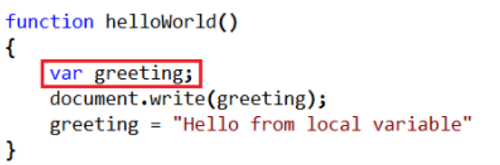 function helloWorld()
{
var greeting;
document.write(greeting);
greeting = "Hello from local variable"
}